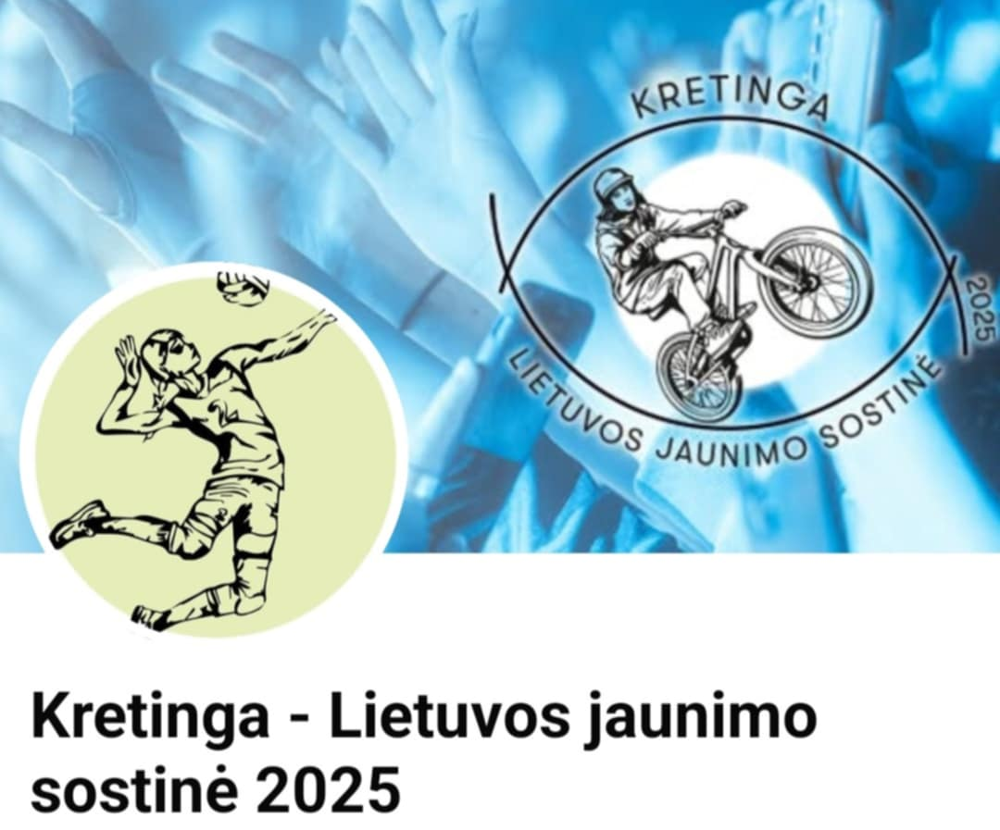 KRETINGA
2025
LIETUVOS JAUNIMO SOSTINĖ
Kretinga - Lietuvos jaunimo
sostinė 2025